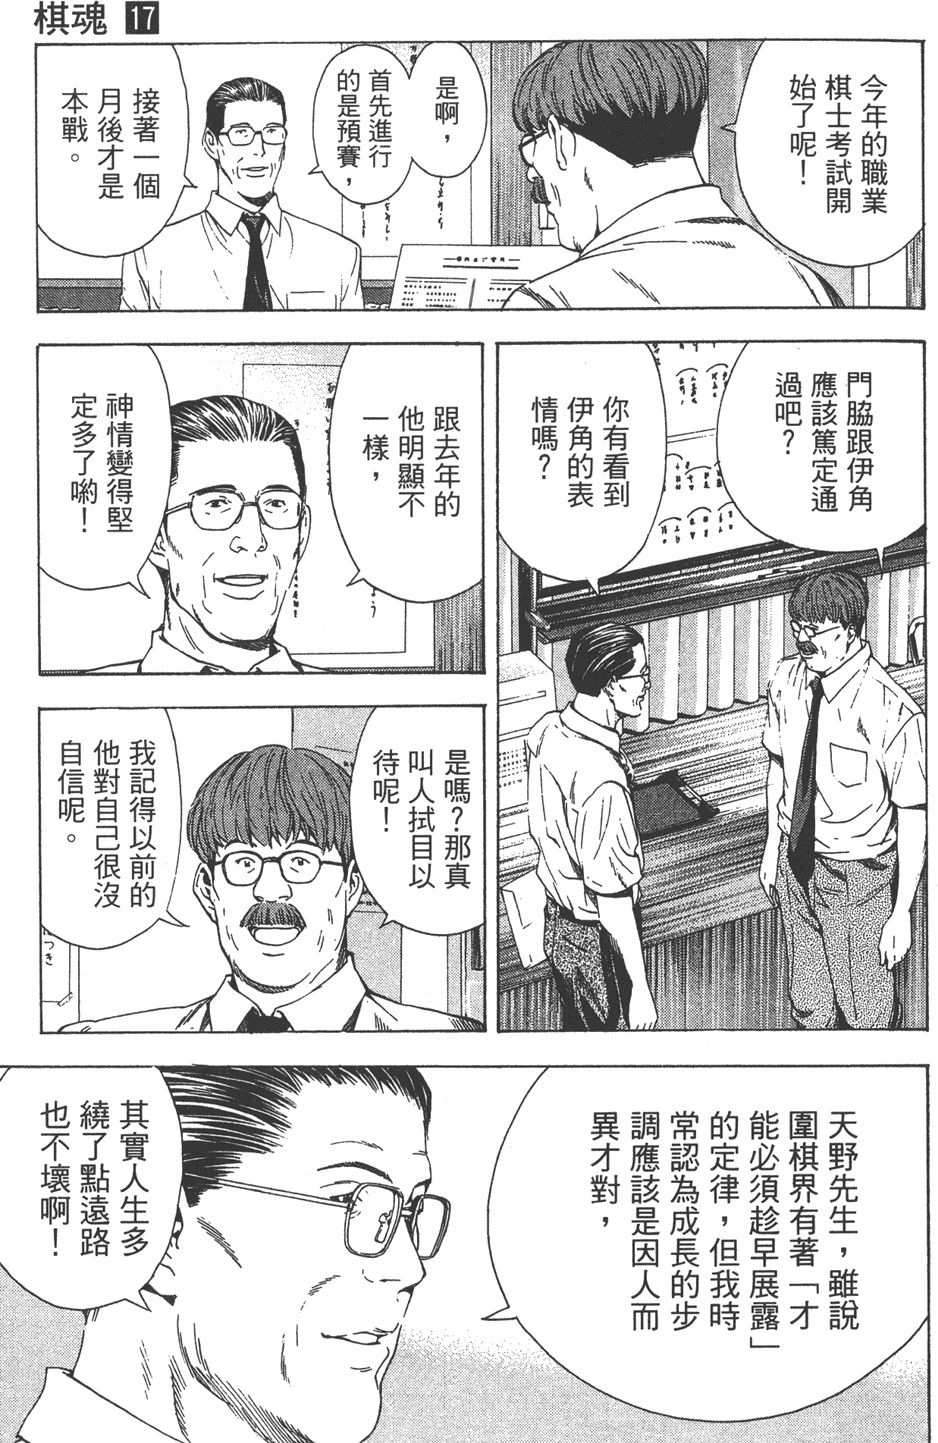 棋魂 17
今年的職業
棋士考試開
始了呢！
是啊，
首先進行
的是預賽，
接著一個
月後才是
本戰。
門脇跟伊角
應該篤定通
過吧？
你有看到
伊角的表
情嗎？
跟去年的
他明顯不
一樣，
神情變得堅
定多了喲！
是嗎？那真
叫人拭目以
待呢！
我記得以前的
他對自己很沒
自信呢。
天野先生，雖說
圍棋界有著「才
能必須趁早展露」
的定律，但我時
常認為成長的步
調應該是因人而
異才對，
其實人生多
繞了點遠路
也不壞啊！